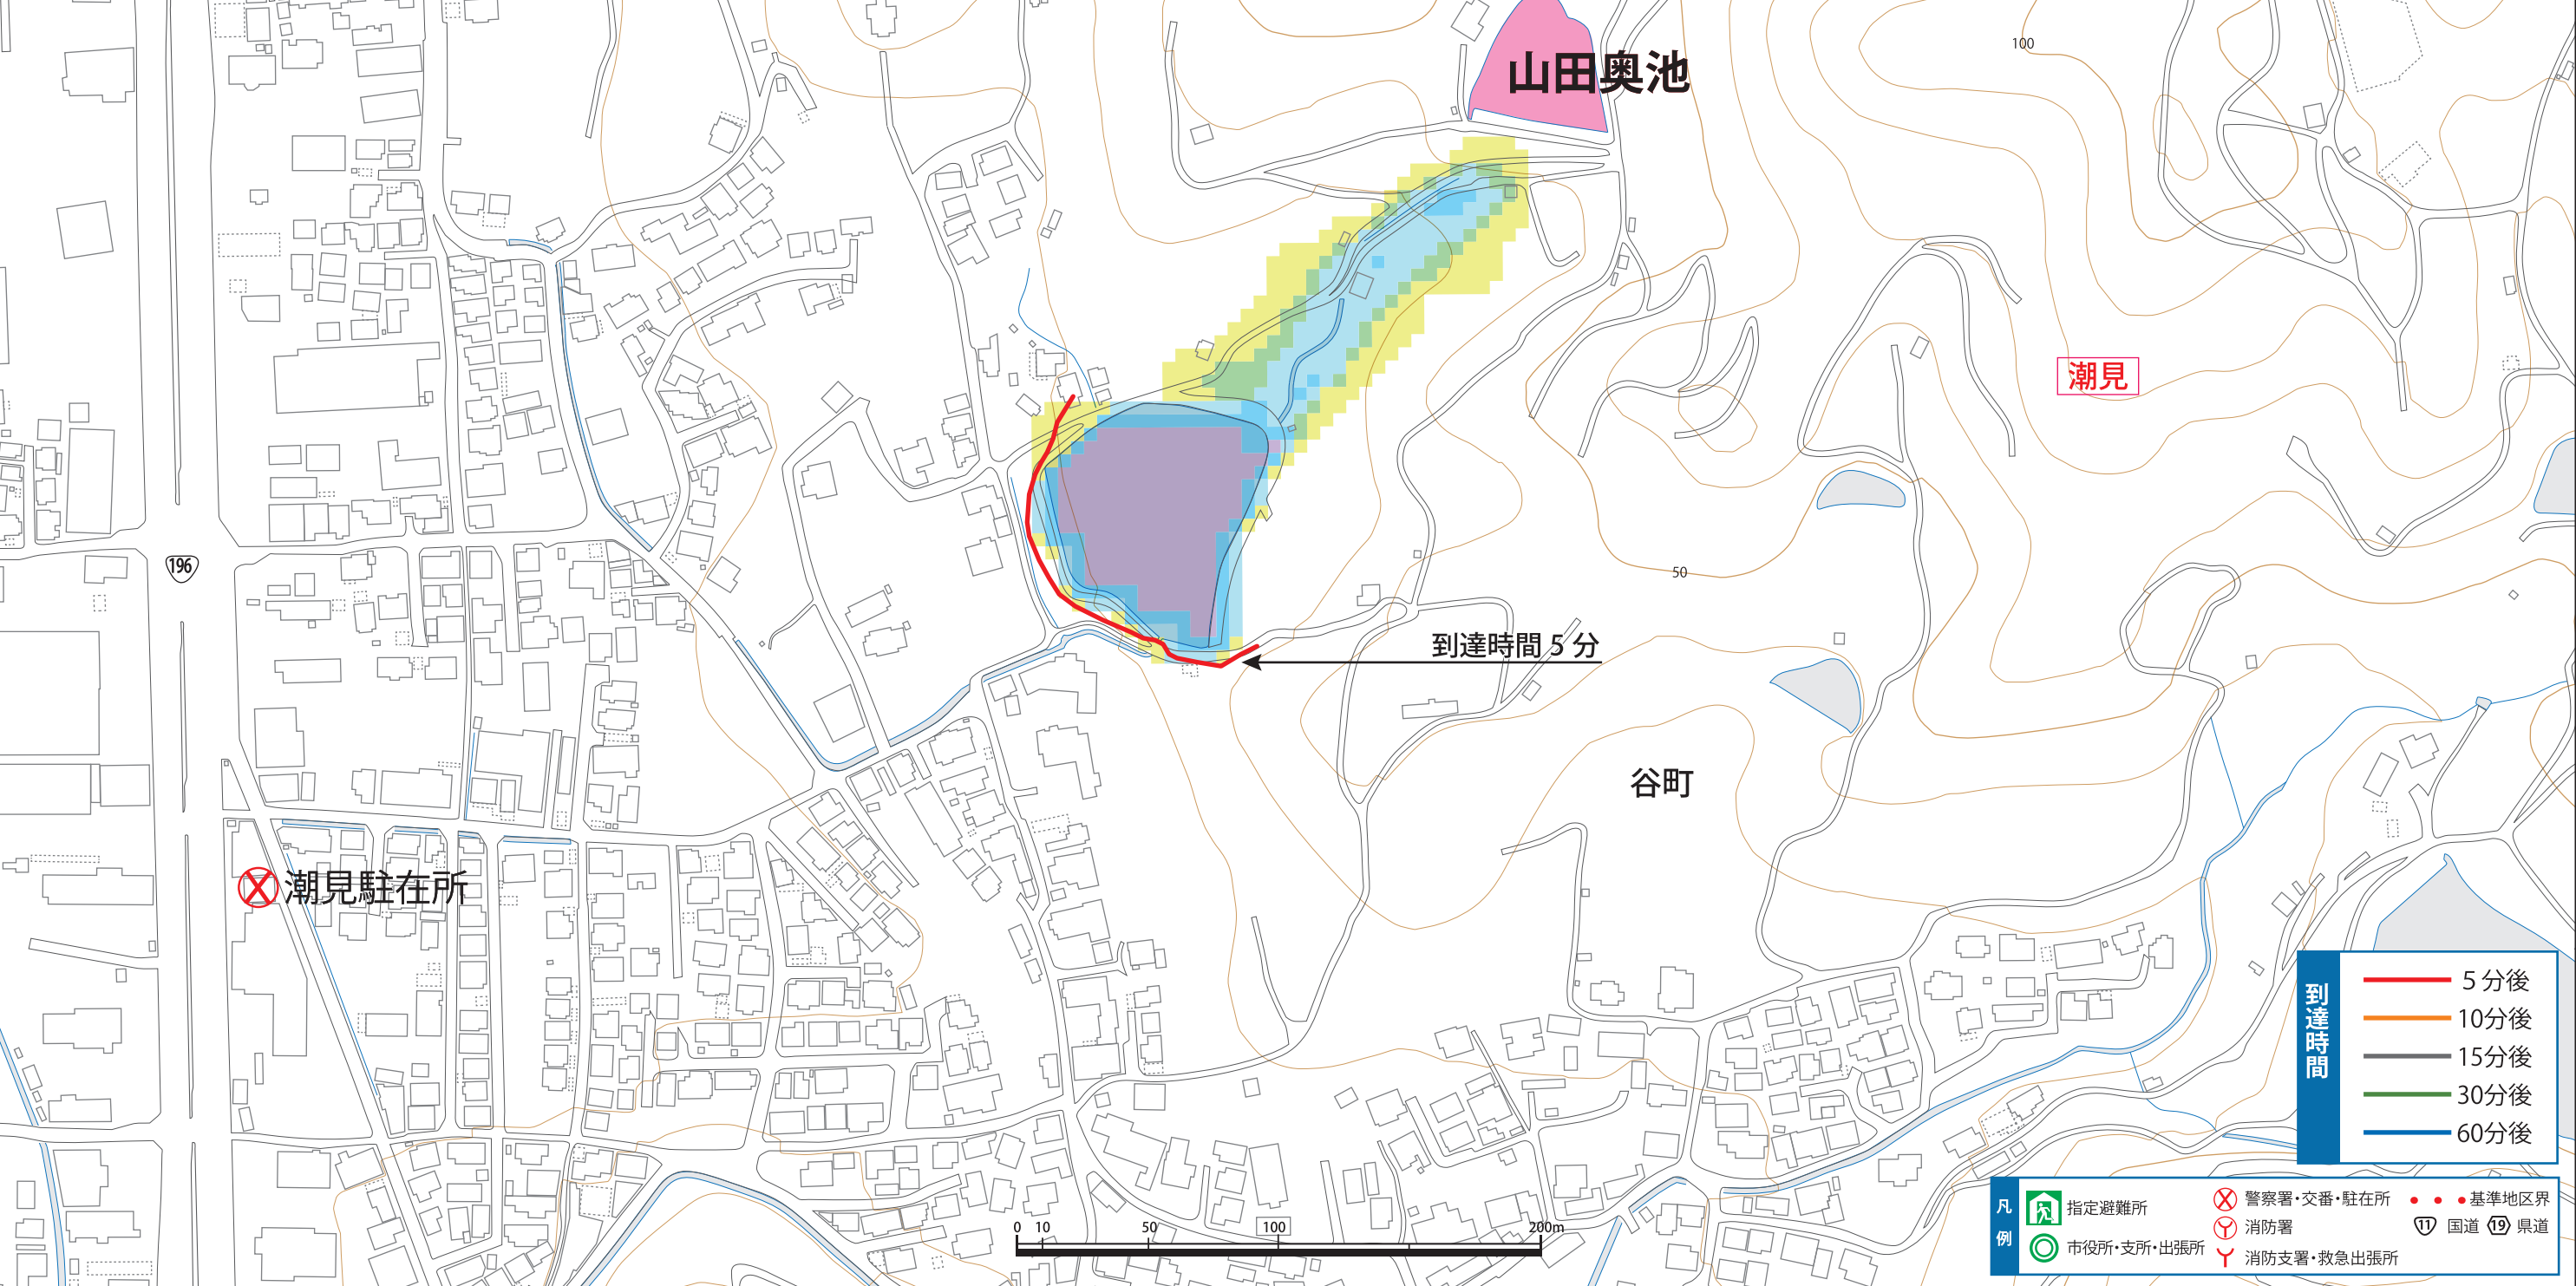 100
山田奥池
潮見
196
50
到達時間 5 分
谷町
潮見駐在所
到達時間
5 分後
10分後
15分後
30分後
60分後
0 10 50 100 200m
凡例
指定避難所
市役所・支所・出張所
警察署・交番・駐在所
消防署
消防支署・救急出張所
基準地区界
11 国道 19 県道